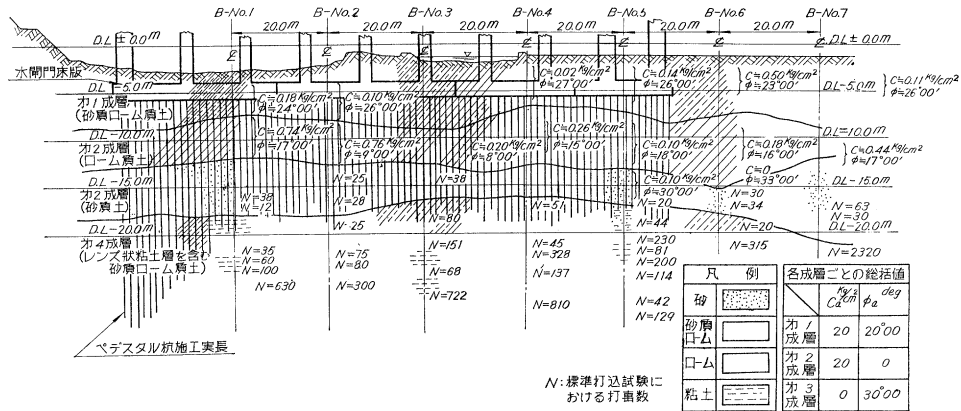 B-No.1
B-No.2
B-No.3
B-No.4
B-No.5
B-No.6
B-No.7
20.0m 20.0m 20.0m 20.0m 20.0m 20.0m
D.L±0.0m
D.L±0.0m
水閘門床版
D.L-5.0m
D.L-5.0m
才1成層
(砂質ローム質土)
D.L-10.0m
D.L-10.0m
才2成層
(ローム質土)
D.L-15.0m
D.L-15.0m
才2成層
(砂質土)
D.L-20.0m
D.L-20.0m
才4成層
(レンズ状粘土層を含む
砂質ローム質土)
C≒0.18Kg/cm²
φ≒24°00′
C≒0.10Kg/cm²
φ≒26°00′
C≒0.02Kg/cm²
φ≒27°00′
C≒0.14Kg/cm²
φ≒26°00′
C≒0.50Kg/cm²
φ≒23°00′
C≒0.11Kg/cm²
φ≒26°00′
C≒0.74Kg/cm²
φ≒17°00′
C≒0.76Kg/cm²
φ≒9°00′
C≒0.20Kg/cm²
φ≒8°00′
C≒0.26Kg/cm²
φ≒15°00′
C≒0.10Kg/cm²
φ≒18°00′
C≒0.18Kg/cm²
φ≒16°00′
C≒0.44Kg/cm²
φ≒17°00′
C≒0.10Kg/cm²
φ≒30°00′
C≒0
φ≒33°00′
N=38
N=72
N=35
N=60
N=100
N=630
N=25
N=28
N=25
N=75
N=80
N=300
N=38
N=80
N=151
N=68
N=722
N=51
N=45
N=328
N=137
N=810
N=20
N=44
N=230
N=81
N=200
N=114
N=42
N=129
N=30
N=34
N=20
N=315
N=63
N=30
N=2320
ペデスタル杭施工実長
N:標準打込試験に
おける打撃数
凡例
砂
砂質ローム
ローム
粘土
各成層ごとの総括値
Ca Kg/cm² φa deg
才1成層 20 20°00
才2成層 20 0
才3成層 0 30°00